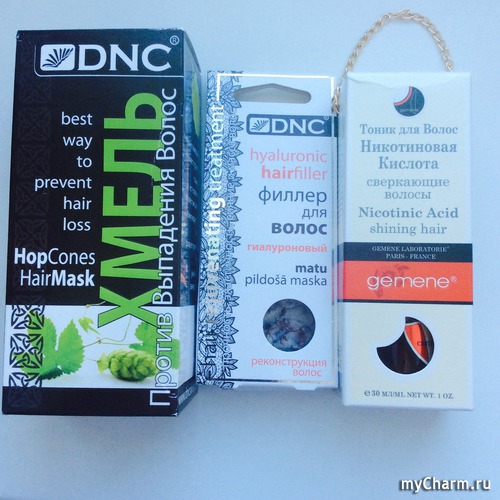 DNC®
best
way
to
prevent
hair
loss
HopCones
HairMask
ХМЕЛЬ
Против Выпадения Волос
DNC®
hyaluronic
hairfiller
филлер
для
волос
гиалуроновый
matu
pildošā maska
реконструкция
волос
Тоник для Волос
Никотиновая
Кислота
сверкающие
волосы
Nicotinic Acid
shining hair
GEMENE LABORATORIE
PARIS - FRANCE
gemene®
30 МЛ/ML NET WT. 1 OZ.
myCharm.ru